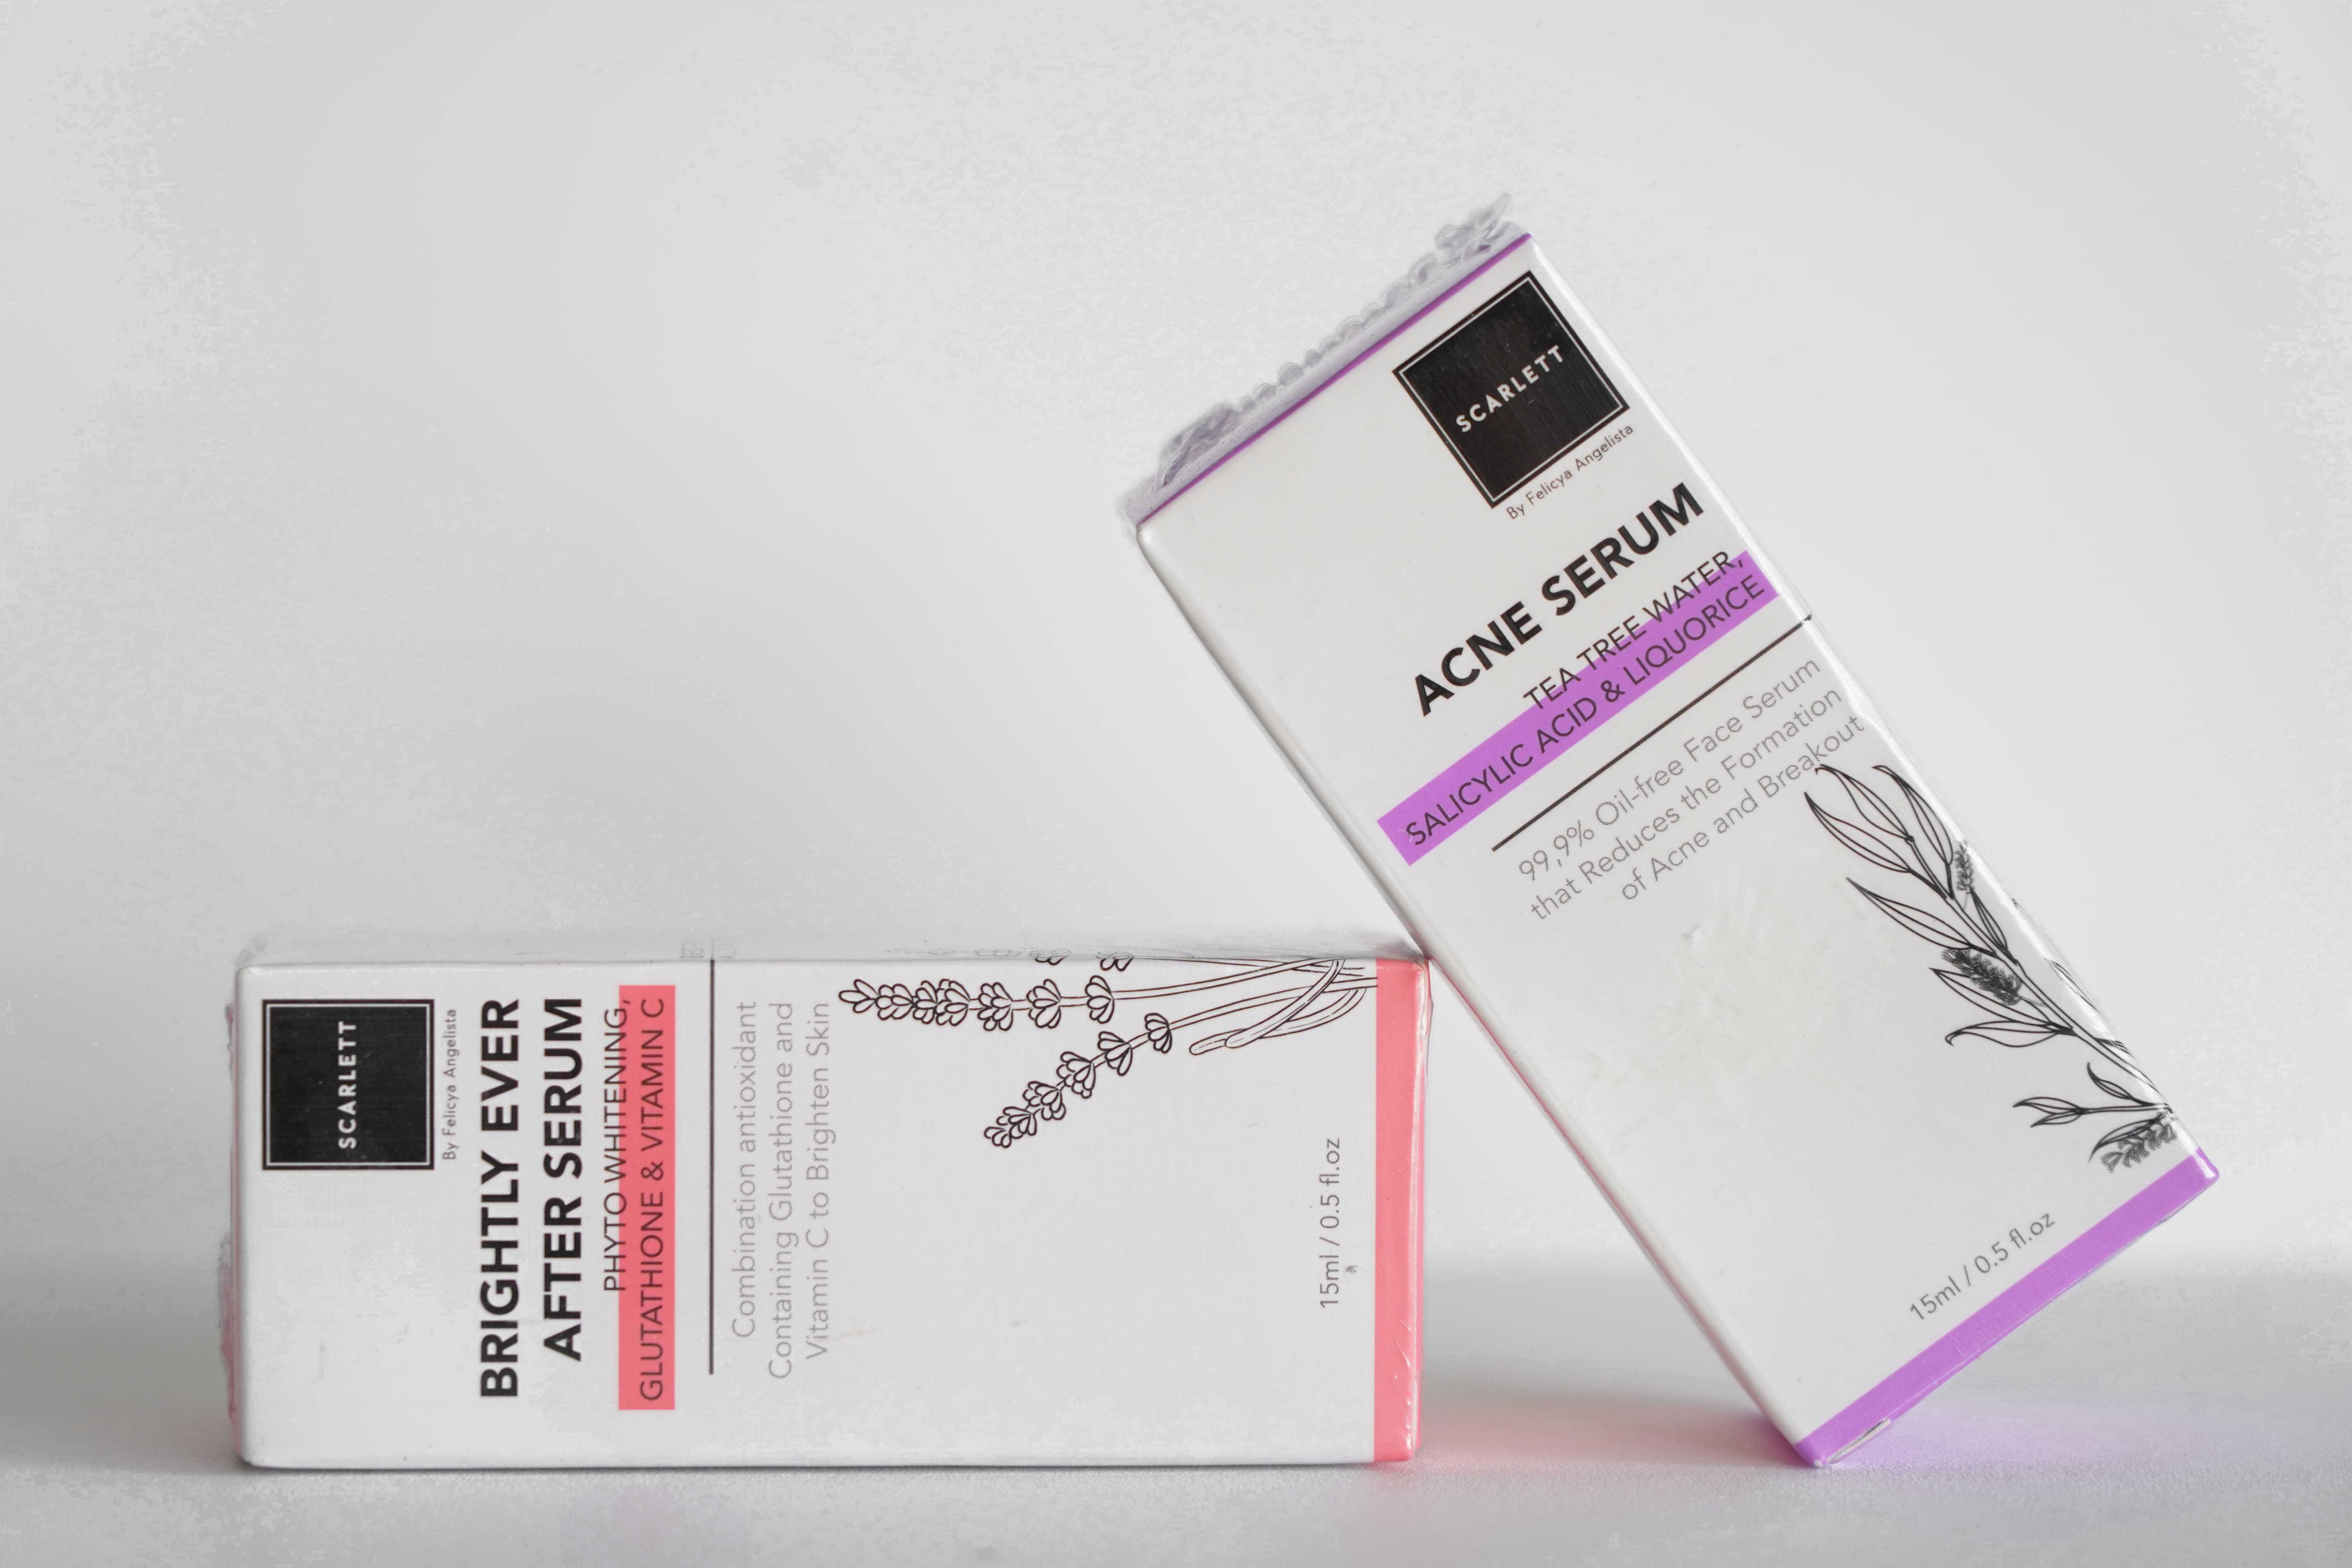 SCARLETT
By Felicya Angelista
BRIGHTLY EVER
AFTER SERUM
PHYTO WHITENING,
GLUTATHIONE & VITAMIN C
Combination antioxidant
Containing Glutathione and
Vitamin C to Brighten Skin
15ml / 0.5 fl.oz
SCARLETT
By Felicya Angelista
ACNE SERUM
TEA TREE WATER,
SALICYLIC ACID & LIQUORICE
99,9% Oil-free Face Serum
that Reduces the Formation
of Acne and Breakout
15ml / 0.5 fl.oz